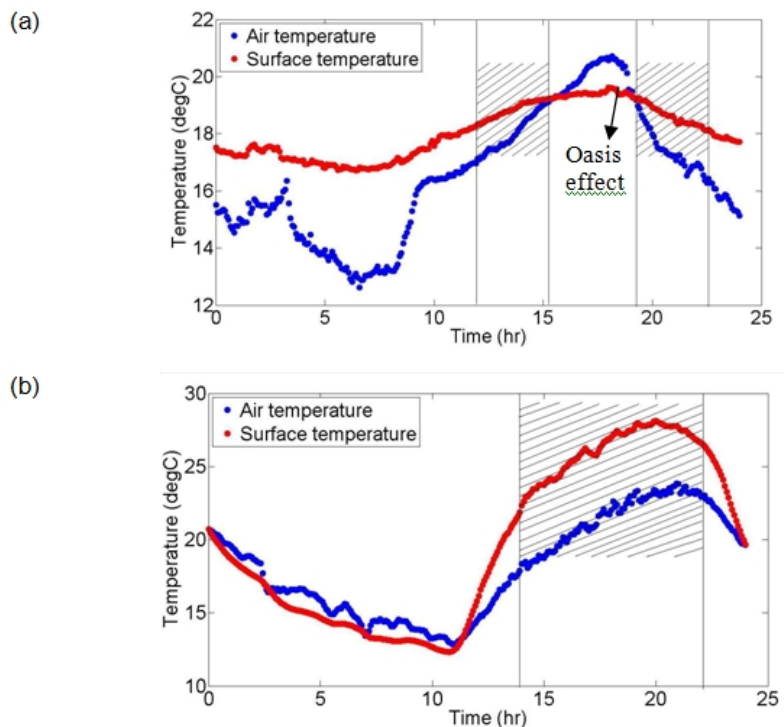 (a)
Air temperature
Surface temperature
Temperature (degC)
22
20
18
16
14
12
Oasis
effect
0
5
10
15
20
25
Time (hr)
(b)
Air temperature
Surface temperature
Temperature (degC)
30
25
20
15
10
0
5
10
15
20
25
Time (hr)